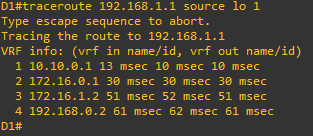 D1#traceroute 192.168.1.1 source lo 1
Type escape sequence to abort.
Tracing the route to 192.168.1.1
VRF info: (vrf in name/id, vrf out name/id)
1 10.10.0.1 13 msec 10 msec 10 msec
2 172.16.0.1 30 msec 30 msec 30 msec
3 172.16.1.2 51 msec 52 msec 51 msec
4 192.168.0.2 61 msec 62 msec 61 msec
D1#